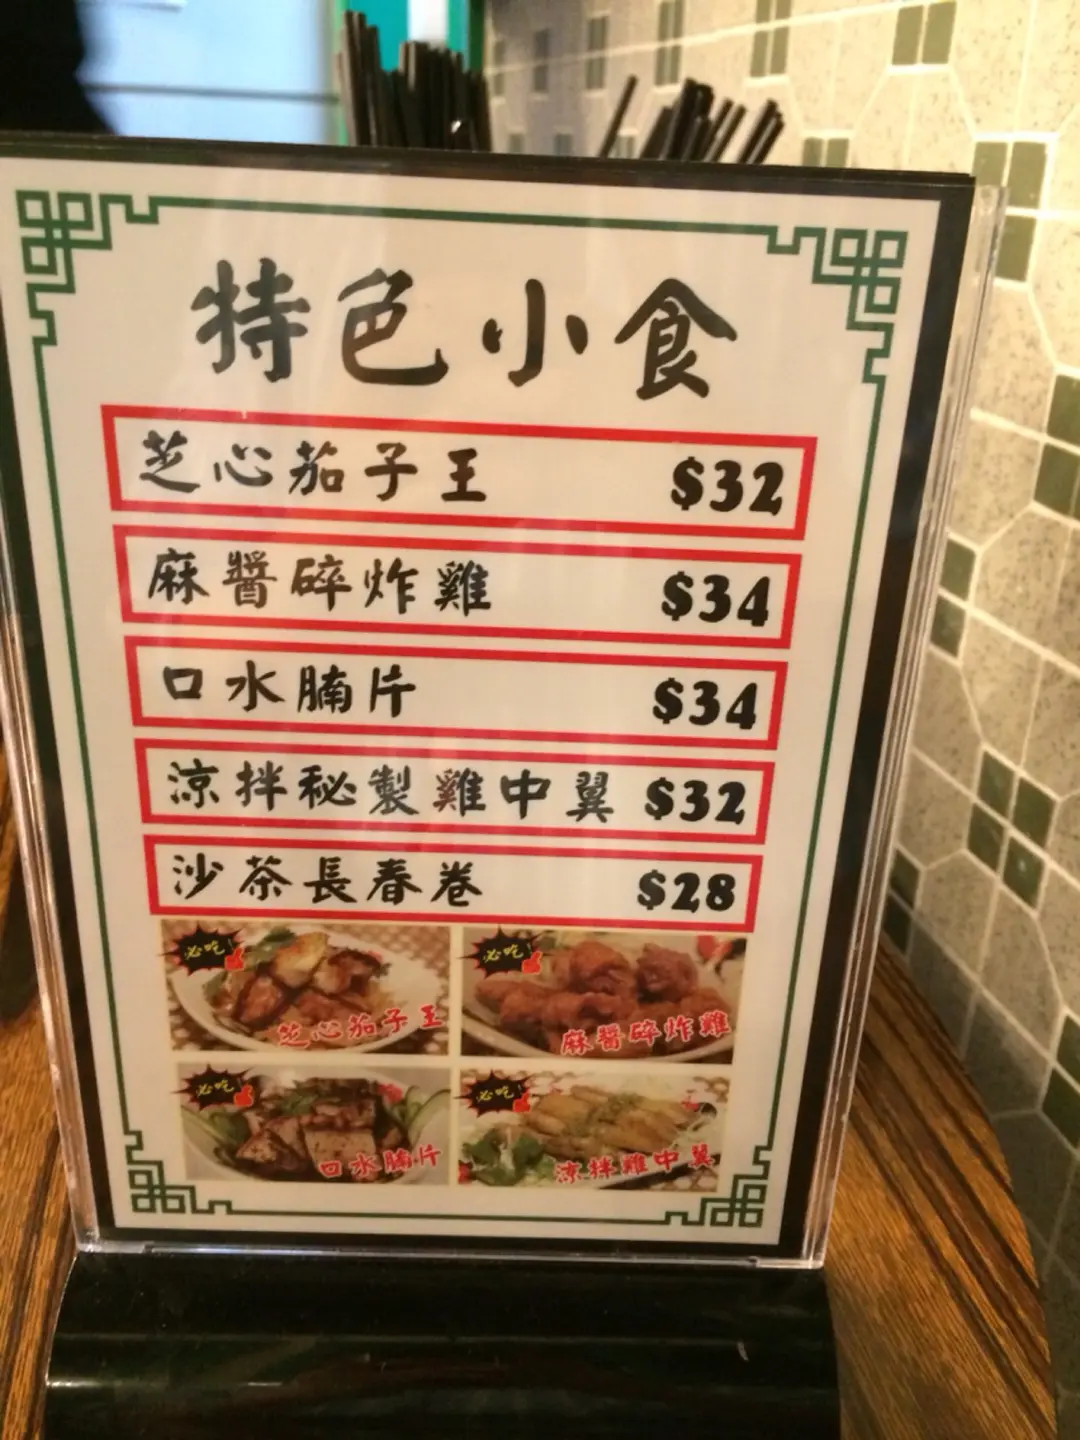 特色小食
芝心茄子王 $32
麻醬碎炸雞 $34
口水腩片 $34
涼拌秘製雞中翼 $32
沙茶長春卷 $28
必吃!
芝心茄子王
必吃!
麻醬碎炸雞
必吃!
口水腩片
必吃!
涼拌雞中翼